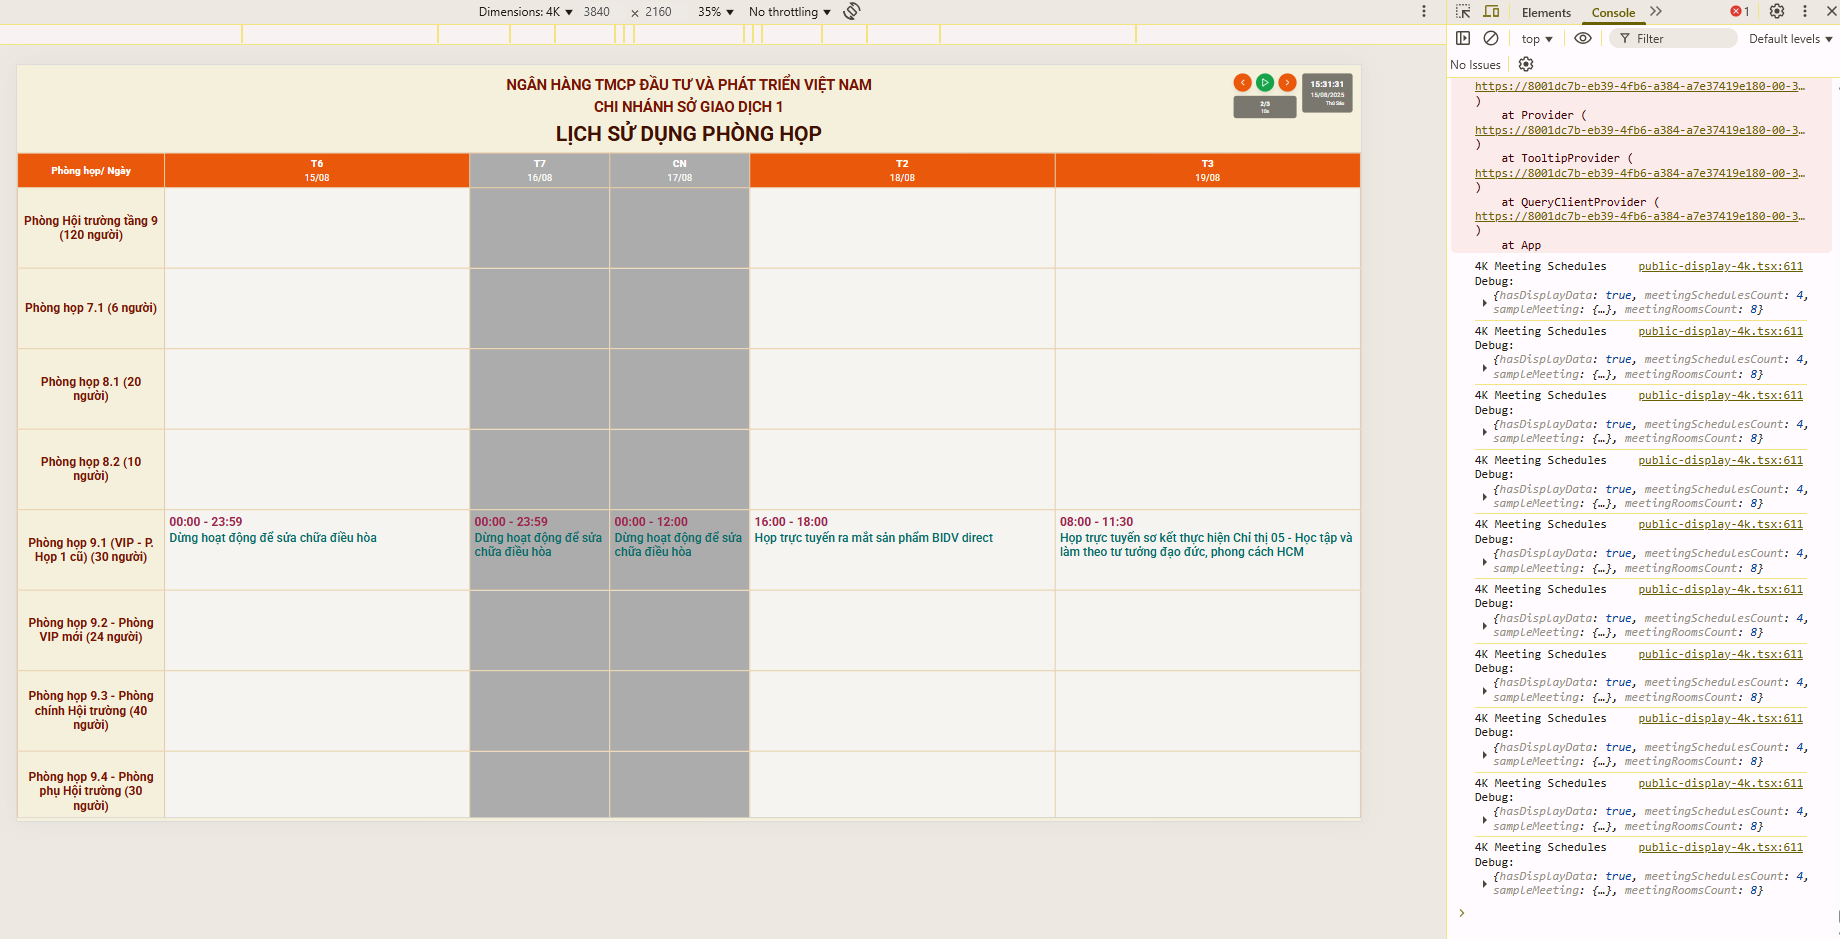 Dimensions: 4K ▼ 3840 x 2160 35% ▼ No throttling ▼
NGÂN HÀNG TMCP ĐẦU TƯ VÀ PHÁT TRIỂN VIỆT NAM
CHI NHÁNH SỞ GIAO DỊCH 1
LỊCH SỬ DỤNG PHÒNG HỌP
2/5
10s
15:31:31
15/08/2025
Thứ Sáu
Phòng họp/ Ngày
T6
15/08
T7
16/08
CN
17/08
T2
18/08
T3
19/08
Phòng Hội trường tầng 9
(120 người)
Phòng họp 7.1 (6 người)
Phòng họp 8.1 (20
người)
Phòng họp 8.2 (10
người)
Phòng họp 9.1 (VIP - P.
Họp 1 cũ) (30 người)
00:00 - 23:59
Dừng hoạt động để sửa chữa điều hòa
00:00 - 23:59
Dừng hoạt động để sửa
chữa điều hòa
00:00 - 12:00
Dừng hoạt động để sửa
chữa điều hòa
16:00 - 18:00
Họp trực tuyến ra mắt sản phẩm BIDV direct
08:00 - 11:30
Họp trực tuyến sơ kết thực hiện Chỉ thị 05 - Học tập và
làm theo tư tưởng đạo đức, phong cách HCM
Phòng họp 9.2 - Phòng
VIP mới (24 người)
Phòng họp 9.3 - Phòng
chính Hội trường (40
người)
Phòng họp 9.4 - Phòng
phụ Hội trường (30
người)
Elements Console 1
top ▼ Filter Default levels ▼
No Issues
https://8001dc7b-eb39-4fb6-a384-a7e37419e180-00-3…
)
at Provider (
https://8001dc7b-eb39-4fb6-a384-a7e37419e180-00-3…
)
at TooltipProvider (
https://8001dc7b-eb39-4fb6-a384-a7e37419e180-00-3…
)
at QueryClientProvider (
https://8001dc7b-eb39-4fb6-a384-a7e37419e180-00-3…
)
at App
4K Meeting Schedules public-display-4k.tsx:611
Debug:
{hasDisplayData: true, meetingSchedulesCount: 4,
sampleMeeting: {…}, meetingRoomsCount: 8}
4K Meeting Schedules public-display-4k.tsx:611
Debug:
{hasDisplayData: true, meetingSchedulesCount: 4,
sampleMeeting: {…}, meetingRoomsCount: 8}
4K Meeting Schedules public-display-4k.tsx:611
Debug:
{hasDisplayData: true, meetingSchedulesCount: 4,
sampleMeeting: {…}, meetingRoomsCount: 8}
4K Meeting Schedules public-display-4k.tsx:611
Debug:
{hasDisplayData: true, meetingSchedulesCount: 4,
sampleMeeting: {…}, meetingRoomsCount: 8}
4K Meeting Schedules public-display-4k.tsx:611
Debug:
{hasDisplayData: true, meetingSchedulesCount: 4,
sampleMeeting: {…}, meetingRoomsCount: 8}
4K Meeting Schedules public-display-4k.tsx:611
Debug:
{hasDisplayData: true, meetingSchedulesCount: 4,
sampleMeeting: {…}, meetingRoomsCount: 8}
4K Meeting Schedules public-display-4k.tsx:611
Debug:
{hasDisplayData: true, meetingSchedulesCount: 4,
sampleMeeting: {…}, meetingRoomsCount: 8}
4K Meeting Schedules public-display-4k.tsx:611
Debug:
{hasDisplayData: true, meetingSchedulesCount: 4,
sampleMeeting: {…}, meetingRoomsCount: 8}
4K Meeting Schedules public-display-4k.tsx:611
Debug:
{hasDisplayData: true, meetingSchedulesCount: 4,
sampleMeeting: {…}, meetingRoomsCount: 8}
4K Meeting Schedules public-display-4k.tsx:611
Debug:
{hasDisplayData: true, meetingSchedulesCount: 4,
sampleMeeting: {…}, meetingRoomsCount: 8}